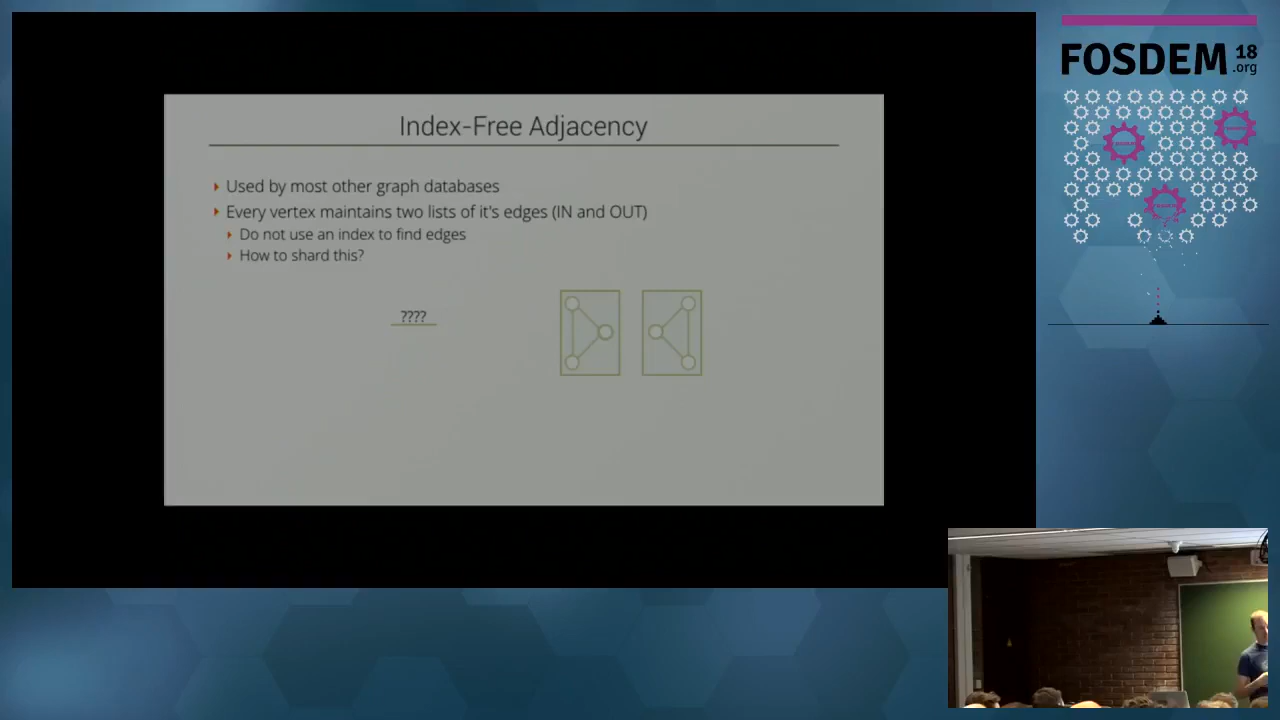 Index-Free Adjacency
Used by most other graph databases
Every vertex maintains two lists of it's edges (IN and OUT)
Do not use an index to find edges
How to shard this?
????
FOSDEM 18
.org